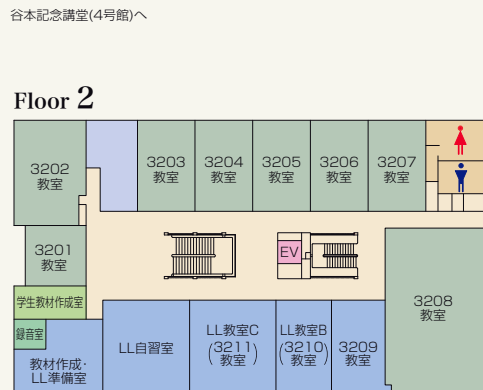 谷本記念講堂(4号館)へ
Floor 2
3202
教室
3203
教室
3204
教室
3205
教室
3206
教室
3207
教室
3201
教室
EV
学生教材作成室
録音室
教材作成・
LL準備室
LL自習室
LL教室C
(3211)
教室
LL教室B
(3210)
教室
3209
教室
3208
教室